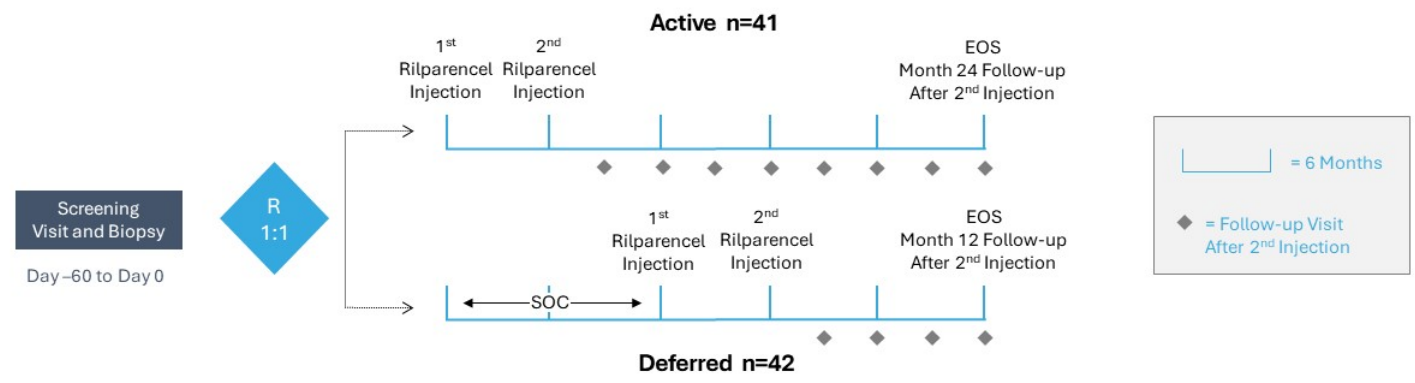 Active n=41
1st
Rilparencel
Injection
2nd
Rilparencel
Injection
EOS
Month 24 Follow-up
After 2nd Injection
Screening
Visit and Biopsy
Day –60 to Day 0
R
1:1
= 6 Months
= Follow-up Visit
After 2nd Injection
1st
Rilparencel
Injection
2nd
Rilparencel
Injection
EOS
Month 12 Follow-up
After 2nd Injection
SOC
Deferred n=42